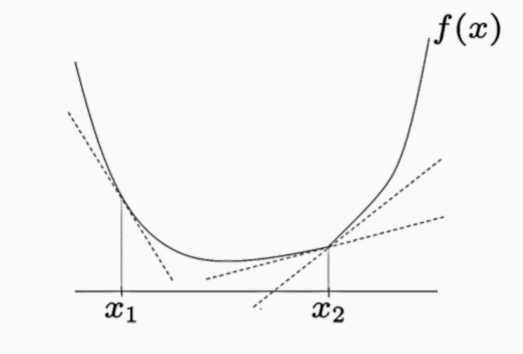 f(x)
x₁
x₂